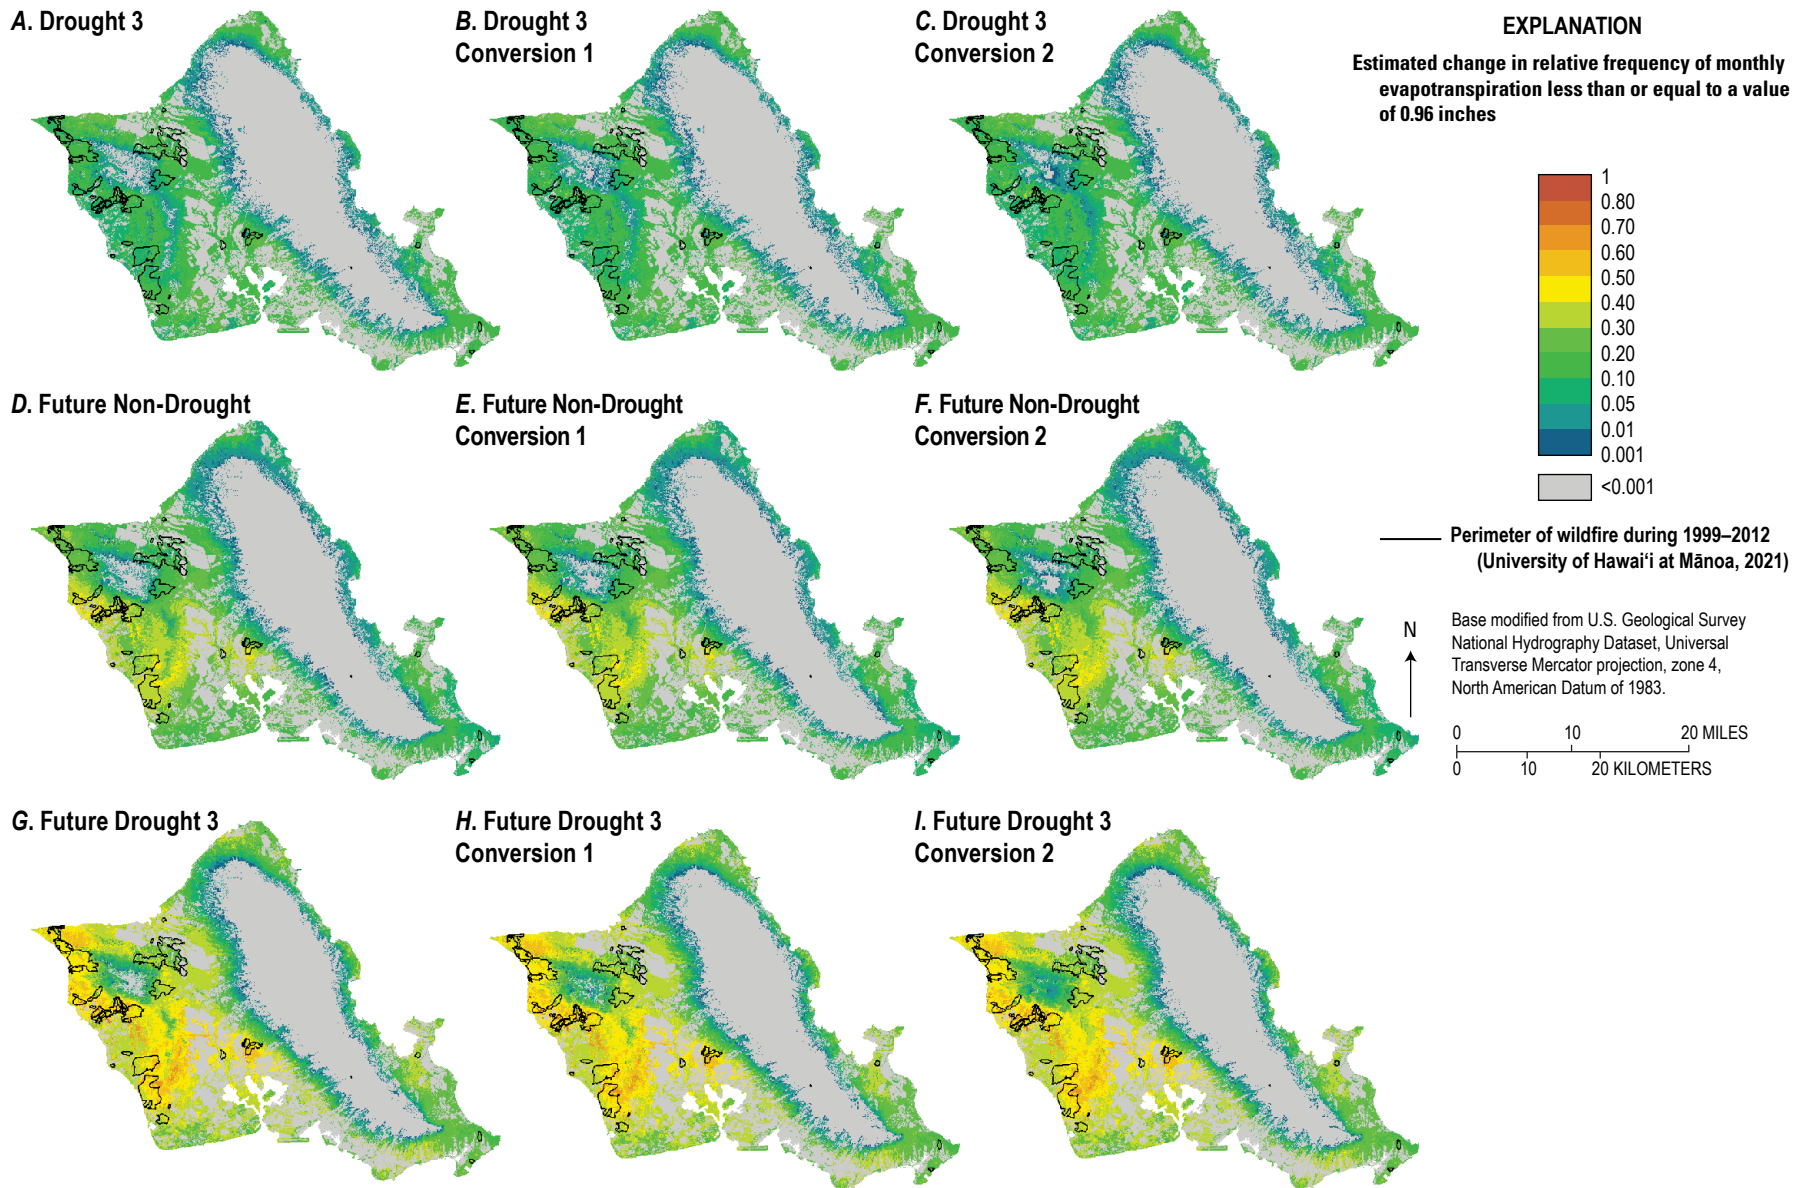 A. Drought 3
B. Drought 3
Conversion 1
C. Drought 3
Conversion 2
EXPLANATION
Estimated change in relative frequency of monthly
evapotranspiration less than or equal to a value
of 0.96 inches
1
0.80
0.70
0.60
0.50
0.40
0.30
0.20
0.10
0.05
0.01
0.001
<0.001
Perimeter of wildfire during 1999–2012
(University of Hawaiʻi at Mānoa, 2021)
D. Future Non-Drought
E. Future Non-Drought
Conversion 1
F. Future Non-Drought
Conversion 2
N
Base modified from U.S. Geological Survey
National Hydrography Dataset, Universal
Transverse Mercator projection, zone 4,
North American Datum of 1983.
0 10 20 MILES
0 10 20 KILOMETERS
G. Future Drought 3
H. Future Drought 3
Conversion 1
I. Future Drought 3
Conversion 2